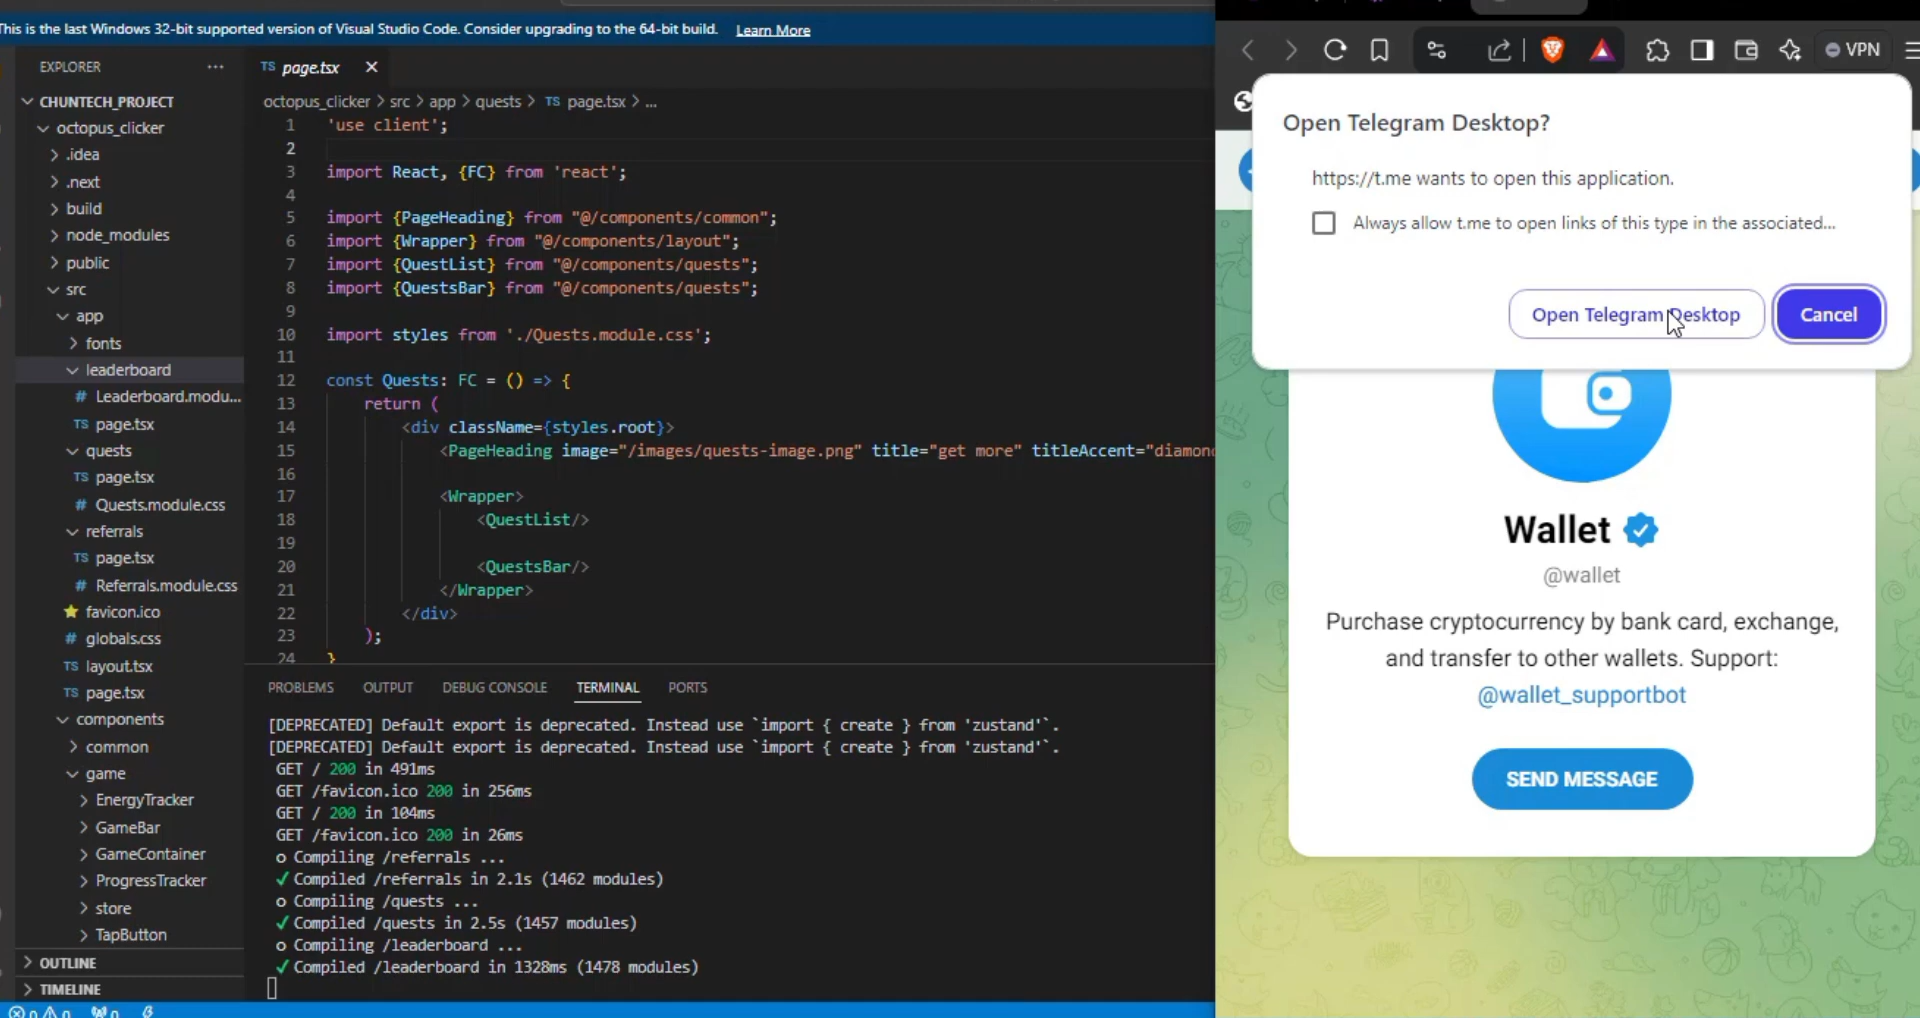 This is the last Windows 32-bit supported version of Visual Studio Code. Consider upgrading to the 64-bit build. Learn More
EXPLORER
CHUNTECH_PROJECT
octopus_clicker
.idea
.next
build
node_modules
public
src
app
fonts
leaderboard
Leaderboard.modu...
TS page.tsx
quests
TS page.tsx
# Quests.module.css
referrals
TS page.tsx
# Referrals.module.css
favicon.ico
# globals.css
TS layout.tsx
TS page.tsx
components
common
game
EnergyTracker
GameBar
GameContainer
ProgressTracker
store
TapButton
OUTLINE
TIMELINE
TS page.tsx
octopus_clicker > src > app > quests > TS page.tsx > ...
1 'use client';
2
3 import React, {FC} from 'react';
4
5 import {PageHeading} from "@/components/common";
6 import {Wrapper} from "@/components/layout";
7 import {QuestList} from "@/components/quests";
8 import {QuestsBar} from "@/components/quests";
9
10 import styles from './Quests.module.css';
11
12 const Quests: FC = () => {
13 return (
14 <div className={styles.root}>
15 <PageHeading image="/images/quests-image.png" title="get more" titleAccent="diamon
16
17 <Wrapper>
18 <QuestList/>
19
20 <QuestsBar/>
21 </Wrapper>
22 </div>
23 );
24 }
PROBLEMS OUTPUT DEBUG CONSOLE TERMINAL PORTS
[DEPRECATED] Default export is deprecated. Instead use `import { create } from 'zustand'`.
[DEPRECATED] Default export is deprecated. Instead use `import { create } from 'zustand'`.
GET / 200 in 491ms
GET /favicon.ico 200 in 256ms
GET / 200 in 104ms
GET /favicon.ico 200 in 26ms
o Compiling /referrals ...
✓ Compiled /referrals in 2.1s (1462 modules)
o Compiling /quests ...
✓ Compiled /quests in 2.5s (1457 modules)
o Compiling /leaderboard ...
✓ Compiled /leaderboard in 1328ms (1478 modules)
VPN
Open Telegram Desktop?
https://t.me wants to open this application.
Always allow t.me to open links of this type in the associated...
Open Telegram Desktop
Cancel
Wallet
@wallet
Purchase cryptocurrency by bank card, exchange,
and transfer to other wallets. Support:
@wallet_supportbot
SEND MESSAGE